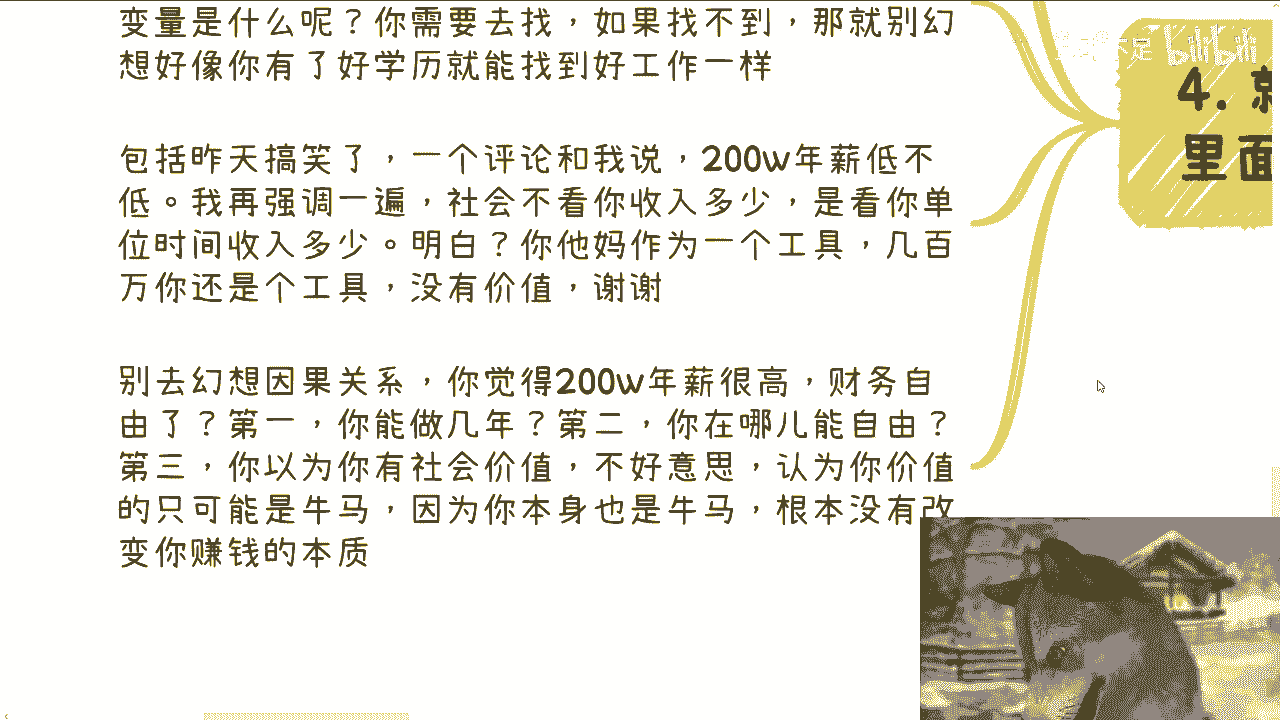 变量是什么呢？你需要去找，如果找不到，那就别幻
想好像你有了好学历就能找到好工作一样
包括昨天搞笑了，一个评论和我说，200w年薪低不
低。我再强调一遍，社会不看你收入多少，是看你单
位时间收入多少。明白？你他妈作为一个工具，几百
万你还是个工具，没有价值，谢谢
别去幻想因果关系，你觉得200w年薪很高，财务自
由了？第一，你能做几年？第二，你在哪儿能自由？
第三，你以为你有社会价值，不好意思，认为你价值
的只可能是牛马，因为你本身也是牛马，根本没有改
变你赚钱的本质
4. 就
里面
bilibili